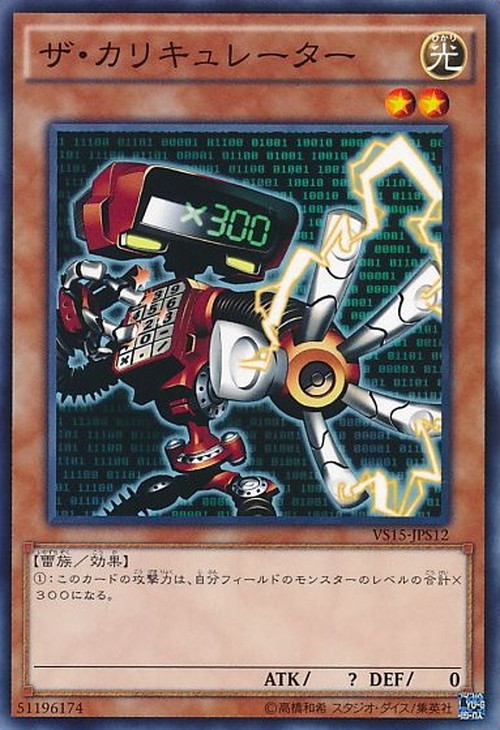 ザ・カリキュレーター
光
ひかり
×300
VS15-JPS12
【雷族／効果】
①：このカードの攻撃力は、自分フィールドのモンスターのレベルの合計×
３００になる。
ATK/ ? DEF/ 0
51196174
©高橋和希 スタジオ・ダイス/集英社